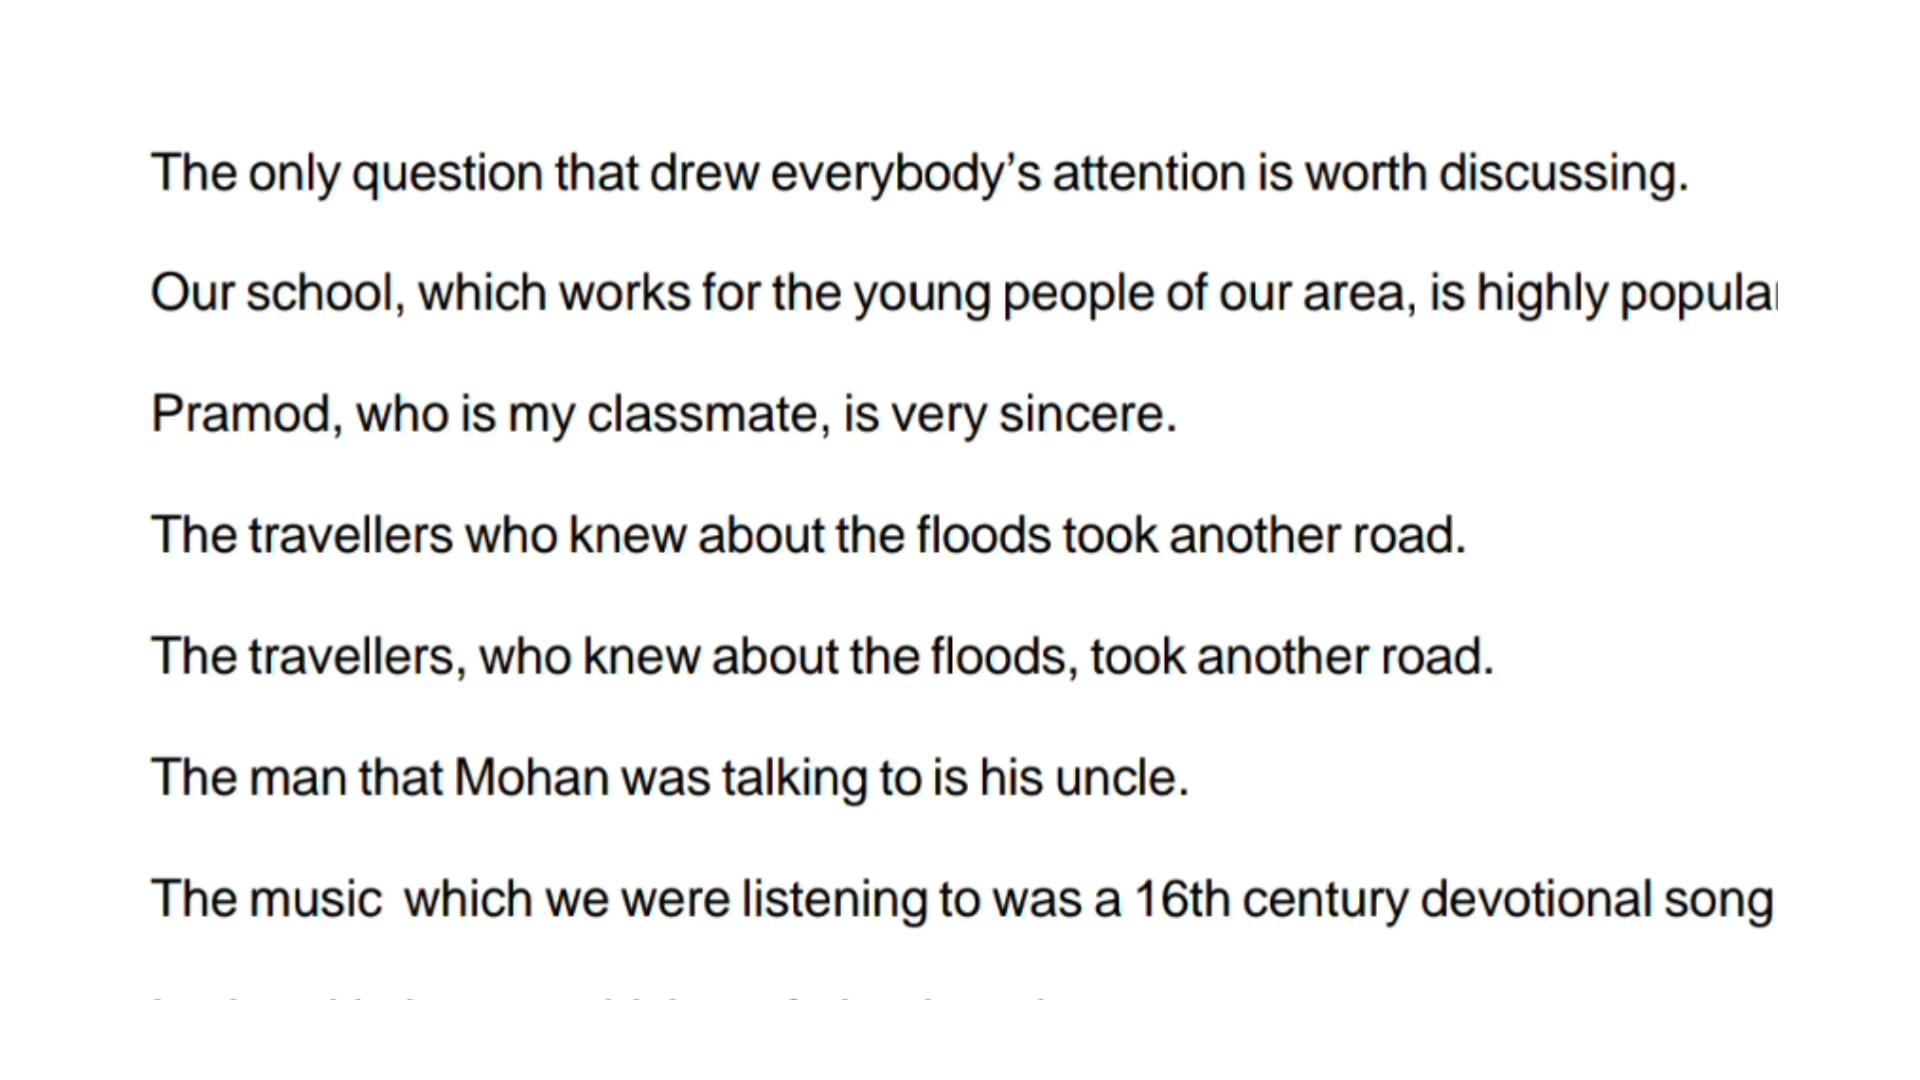 The only question that drew everybody’s attention is worth discussing.
Our school, which works for the young people of our area, is highly popular
Pramod, who is my classmate, is very sincere.
The travellers who knew about the floods took another road.
The travellers, who knew about the floods, took another road.
The man that Mohan was talking to is his uncle.
The music which we were listening to was a 16th century devotional song